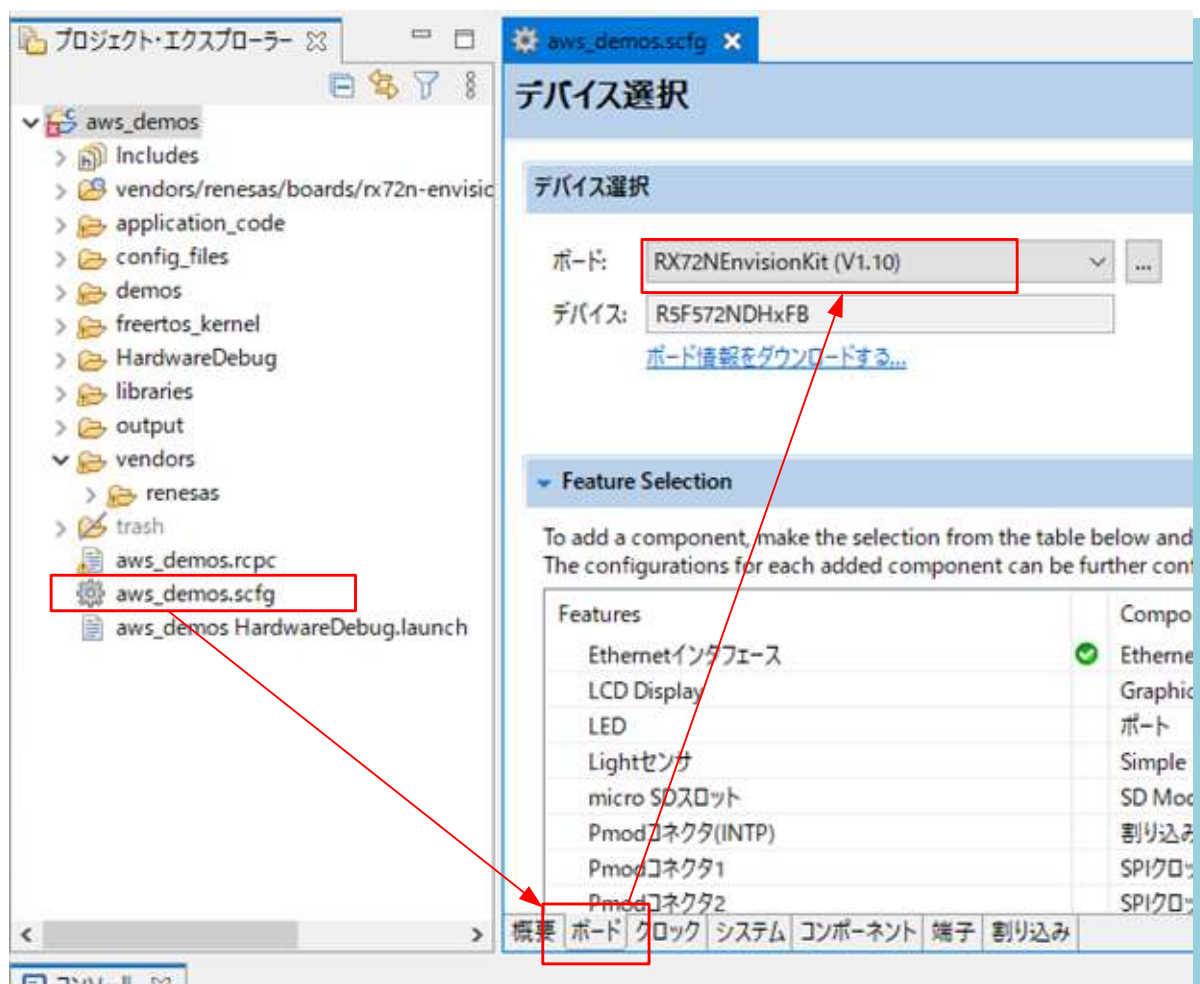 プロジェクト・エクスプローラー
aws_demos
Includes
vendors/renesas/boards/rx72n-envisic
application_code
config_files
demos
freertos_kernel
HardwareDebug
libraries
output
vendors
renesas
trash
aws_demos.rcpc
aws_demos.scfg
aws_demos HardwareDebug.launch
aws_demos.scfg
デバイス選択
デバイス選択
ボード: RX72NEnvisionKit (V1.10) ...
デバイス: R5F572NDHxFB
ボード情報をダウンロードする...
Feature Selection
To add a component, make the selection from the table below and
The configurations for each added component can be further con
Features Compo
Ethernetインタフェース Etherne
LCD Display Graphic
LED ポート
Lightセンサ Simple
micro SDスロット SD Mod
Pmodコネクタ(INTP) 割り込み
Pmodコネクタ1 SPIクロッ
Pmodコネクタ2 SPIクロッ
概要 ボード クロック システム コンポーネント 端子 割り込み